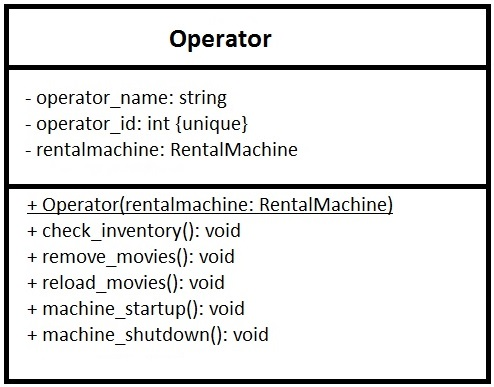 Operator
- operator_name: string
- operator_id: int {unique}
- rentalmachine: RentalMachine
+ Operator(rentalmachine: RentalMachine)
+ check_inventory(): void
+ remove_movies(): void
+ reload_movies(): void
+ machine_startup(): void
+ machine_shutdown(): void